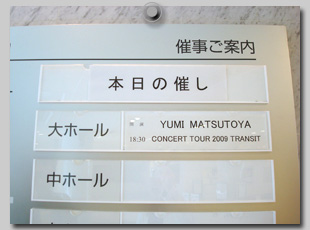 催事ご案内
本日の催し
大ホール
YUMI MATSUTOYA
18:30 CONCERT TOUR 2009 TRANSIT
中ホール